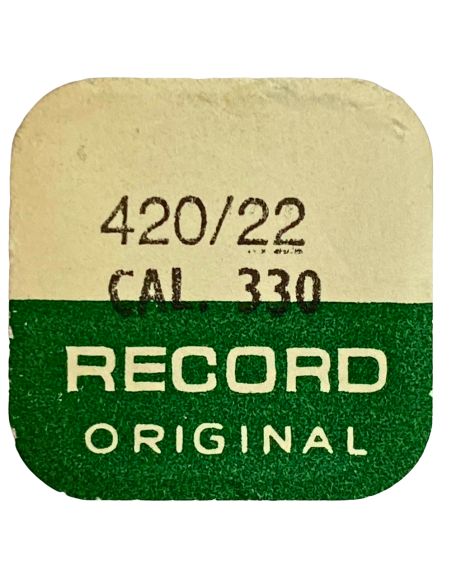 420/22
CAL. 330
RECORD
ORIGINAL